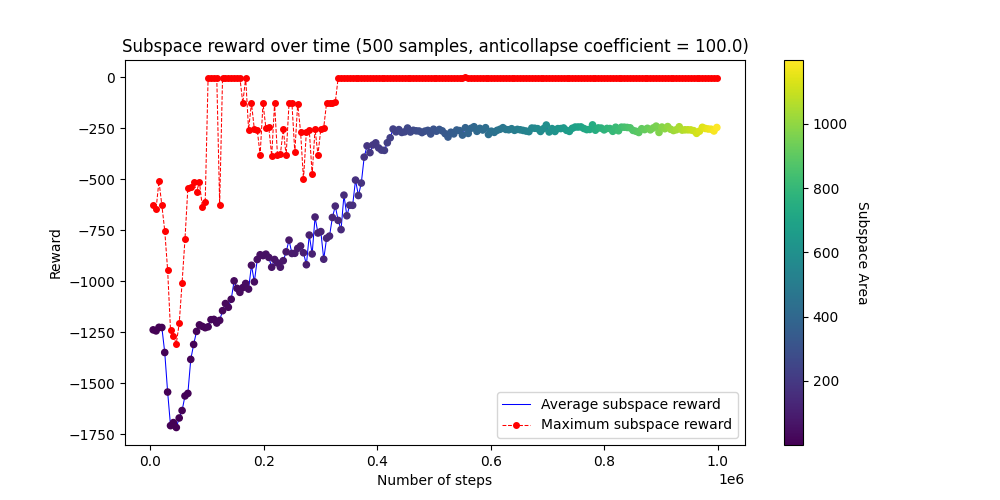 Subspace reward over time (500 samples, anticollapse coefficient = 100.0)
0
−250
−500
−750
−1000
−1250
−1500
−1750
Reward
0.0
0.2
0.4
0.6
0.8
1.0
1e6
Number of steps
Average subspace reward
Maximum subspace reward
1000
800
600
400
200
Subspace Area